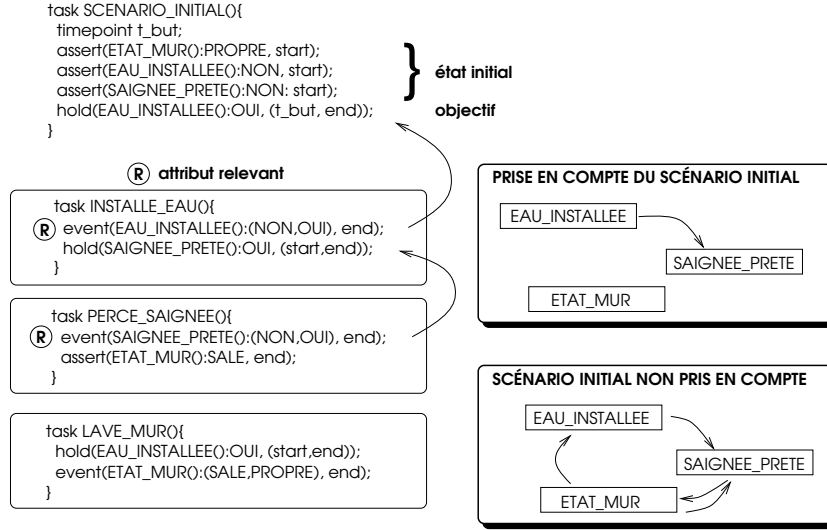 task SCENARIO_INITIAL(){
timepoint t_but;
assert(ETAT_MUR():PROPRE, start);
assert(EAU_INSTALLEE():NON, start);
assert(SAIGNEE_PRETE():NON: start);
hold(EAU_INSTALLEE():OUI, (t_but, end));
}
} état initial
objectif
R attribut relevant
task INSTALLE_EAU(){
R event(EAU_INSTALLEE():(NON,OUI), end);
hold(SAIGNEE_PRETE():OUI, (start,end));
}
task PERCE_SAIGNEE(){
R event(SAIGNEE_PRETE():(NON,OUI), end);
assert(ETAT_MUR():SALE, end);
}
task LAVE_MUR(){
hold(EAU_INSTALLEE():OUI, (start,end));
event(ETAT_MUR():(SALE,PROPRE), end);
}
PRISE EN COMPTE DU SCÉNARIO INITIAL
EAU_INSTALLEE
SAIGNEE_PRETE
ETAT_MUR
SCÉNARIO INITIAL NON PRIS EN COMPTE
EAU_INSTALLEE
SAIGNEE_PRETE
ETAT_MUR